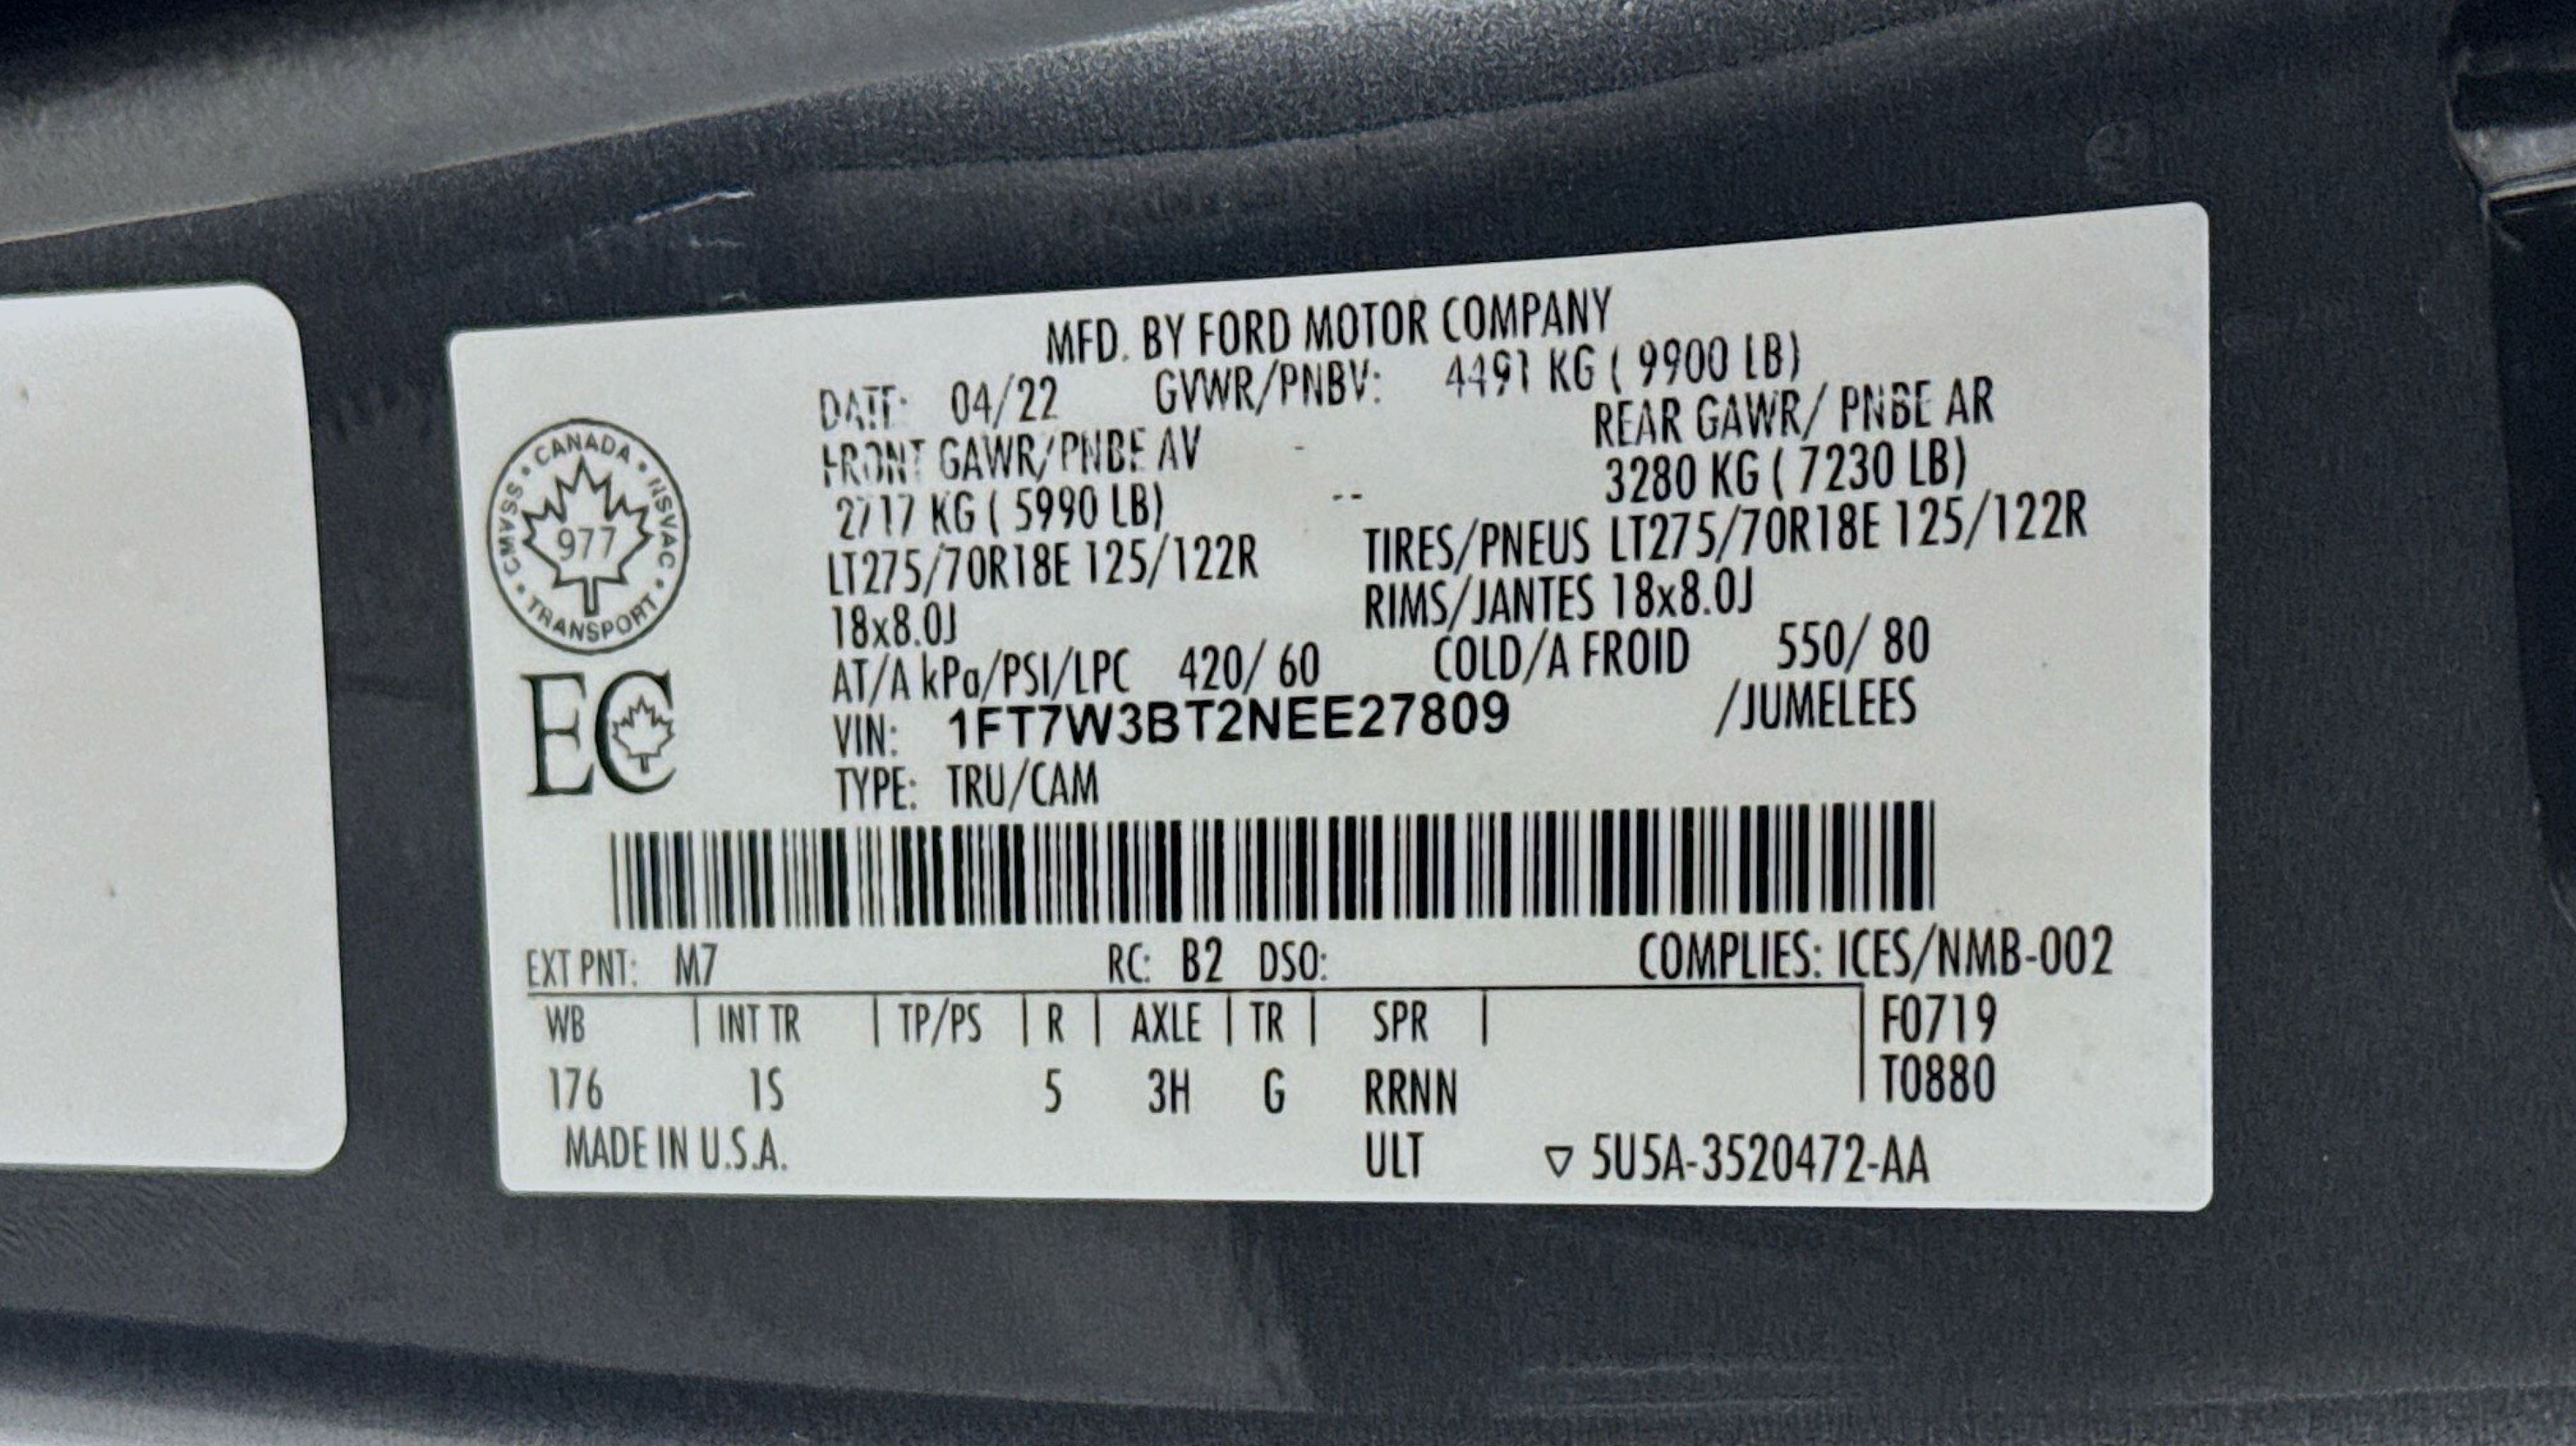 MFD. BY FORD MOTOR COMPANY
DATE: 04/22 GVWR/PNBV: 4491 KG ( 9900 LB)
FRONT GAWR/PNBE AV REAR GAWR/ PNBE AR
2717 KG ( 5990 LB) -- 3280 KG ( 7230 LB)
LT275/70R18E 125/122R TIRES/PNEUS LT275/70R18E 125/122R
18x8.0J RIMS/JANTES 18x8.0J
AT/A kPa/PSI/LPC 420/ 60 COLD/A FROID 550/ 80
VIN: 1FT7W3BT2NEE27809 /JUMELEES
TYPE: TRU/CAM
CANADA • NSVAC • TRANSPORT • CMVSS •
977
EC
EXT PNT: M7 RC: B2 DSO: COMPLIES: ICES/NMB-002
WB | INT TR | TP/PS | R | AXLE | TR | SPR | F0719
176 1S 5 3H G RRNN T0880
MADE IN U.S.A. ULT ▽ 5U5A-3520472-AA